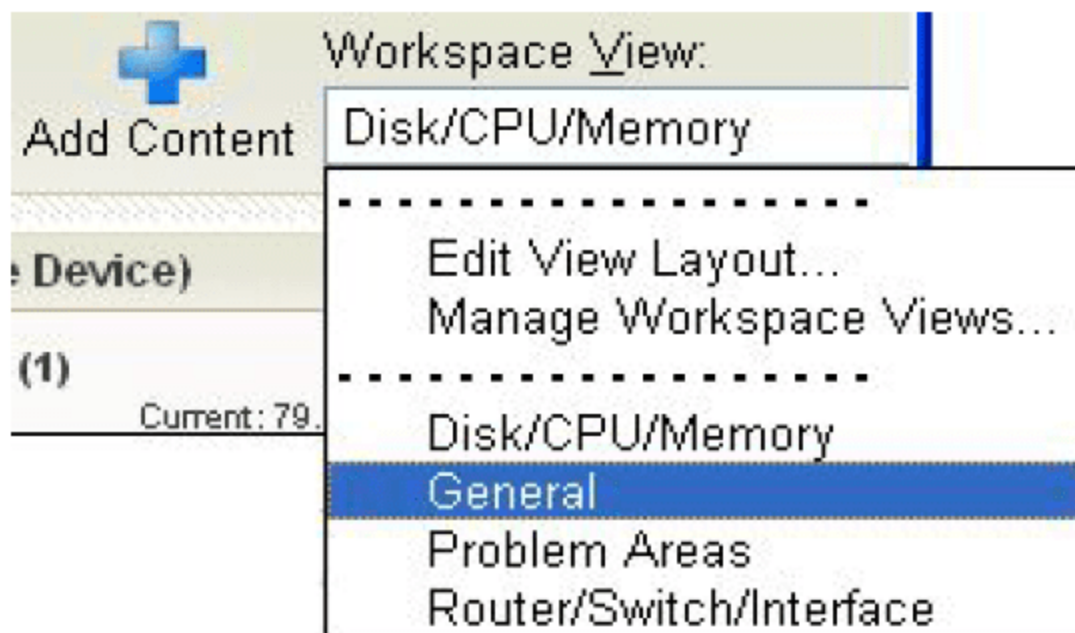 Workspace View:
Add Content
Disk/CPU/Memory
Edit View Layout...
Manage Workspace Views...
Device)
(1)
Current: 79.
Disk/CPU/Memory
General
Problem Areas
Router/Switch/Interface